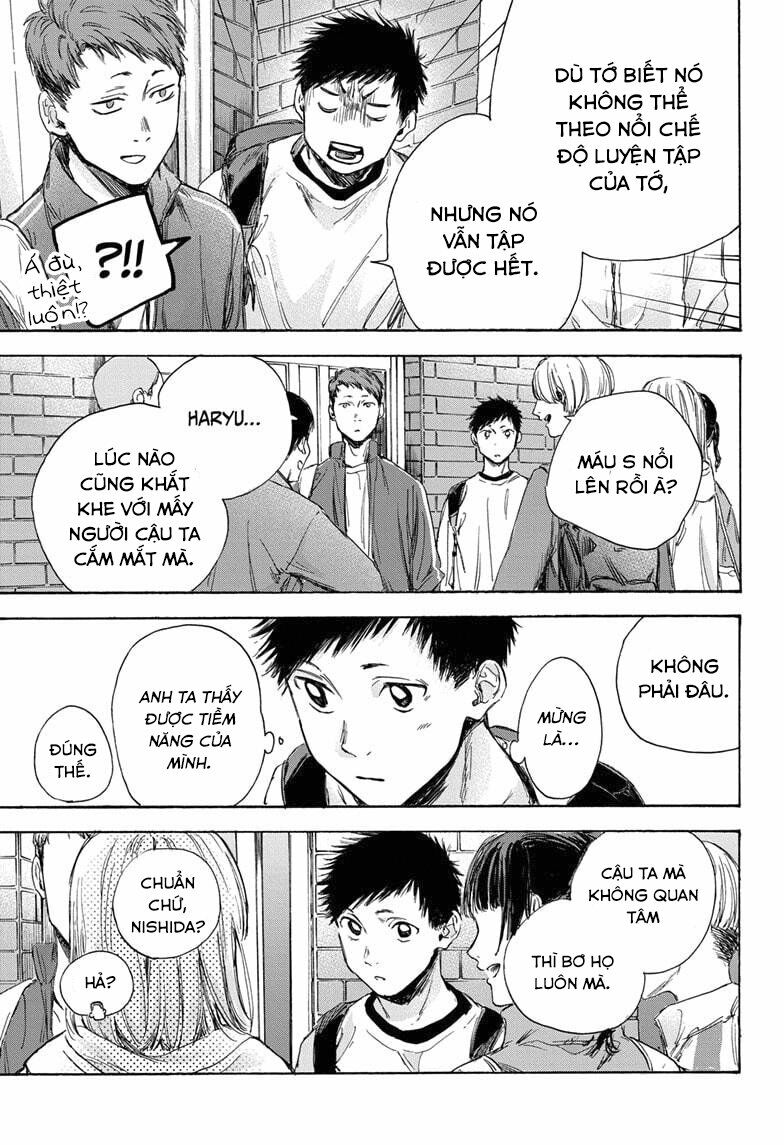 DÙ TỚ BIẾT NÓ
KHÔNG THỂ
THEO NỔI CHẾ
ĐỘ LUYỆN TẬP
CỦA TỚ,
NHƯNG NÓ
VẪN TẬP
ĐƯỢC HẾT.
?!!
Á đù,
thiệt
luôn!?
MÁU S NỔI
LÊN RỒI À?
HARYU...
LÚC NÀO
CŨNG KHẮT
KHE VỚI MẤY
NGƯỜI CẬU TA
CẮM MẮT MÀ.
KHÔNG
PHẢI ĐÂU.
MỪNG
LÀ...
ANH TA THẤY
ĐƯỢC TIỀM
NĂNG CỦA
MÌNH.
ĐÚNG
THẾ.
CẬU TA MÀ
KHÔNG QUAN
TÂM
THÌ BƠ HỌ
LUÔN MÀ.
CHUẨN
CHỨ,
NISHIDA?
HẢ?